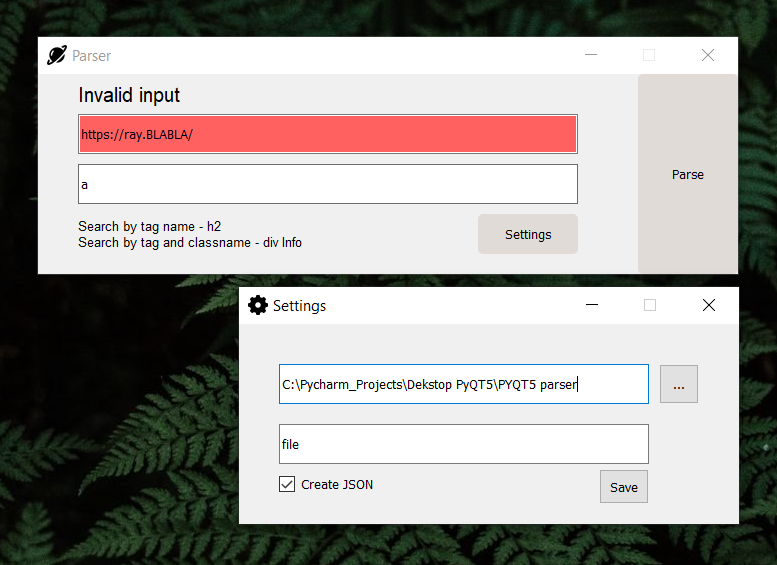 Parser
Invalid input
https://ray.BLABLA/
a
Search by tag name - h2
Search by tag and classname - div Info
Settings
Parse
Settings
C:\Pycharm_Projects\Dekstop PyQT5\PYQT5 parser
...
file
Create JSON
Save